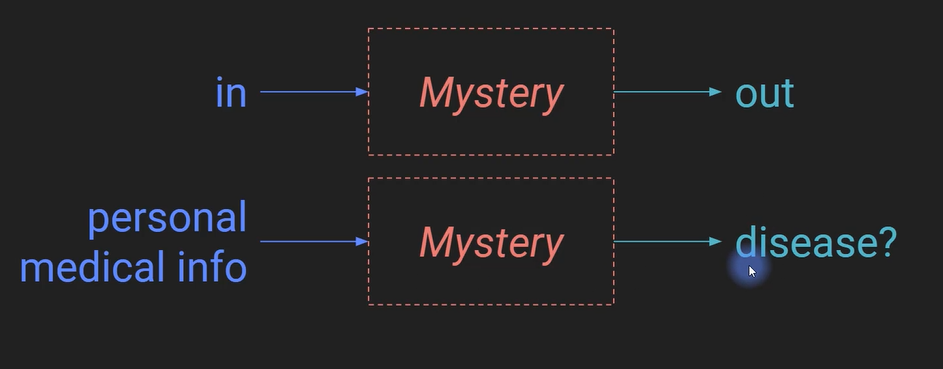 in
Mystery
out
personal
medical info
Mystery
disease?